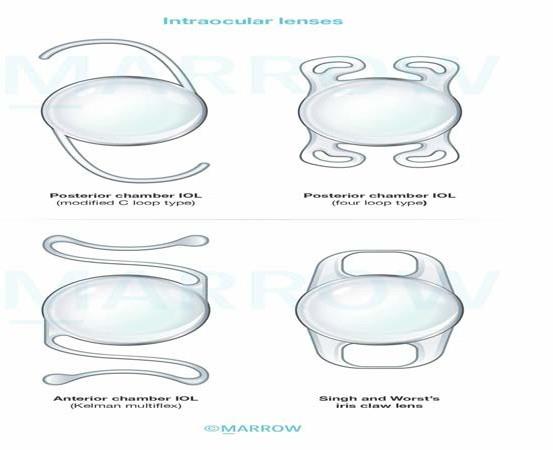 Intraocular lenses
MARROW
Posterior chamber IOL
(modified C loop type)
Posterior chamber IOL
(four loop type)
MARROW
Anterior chamber IOL
(Kelman multiflex)
Singh and Worst's
iris claw lens
©MARROW